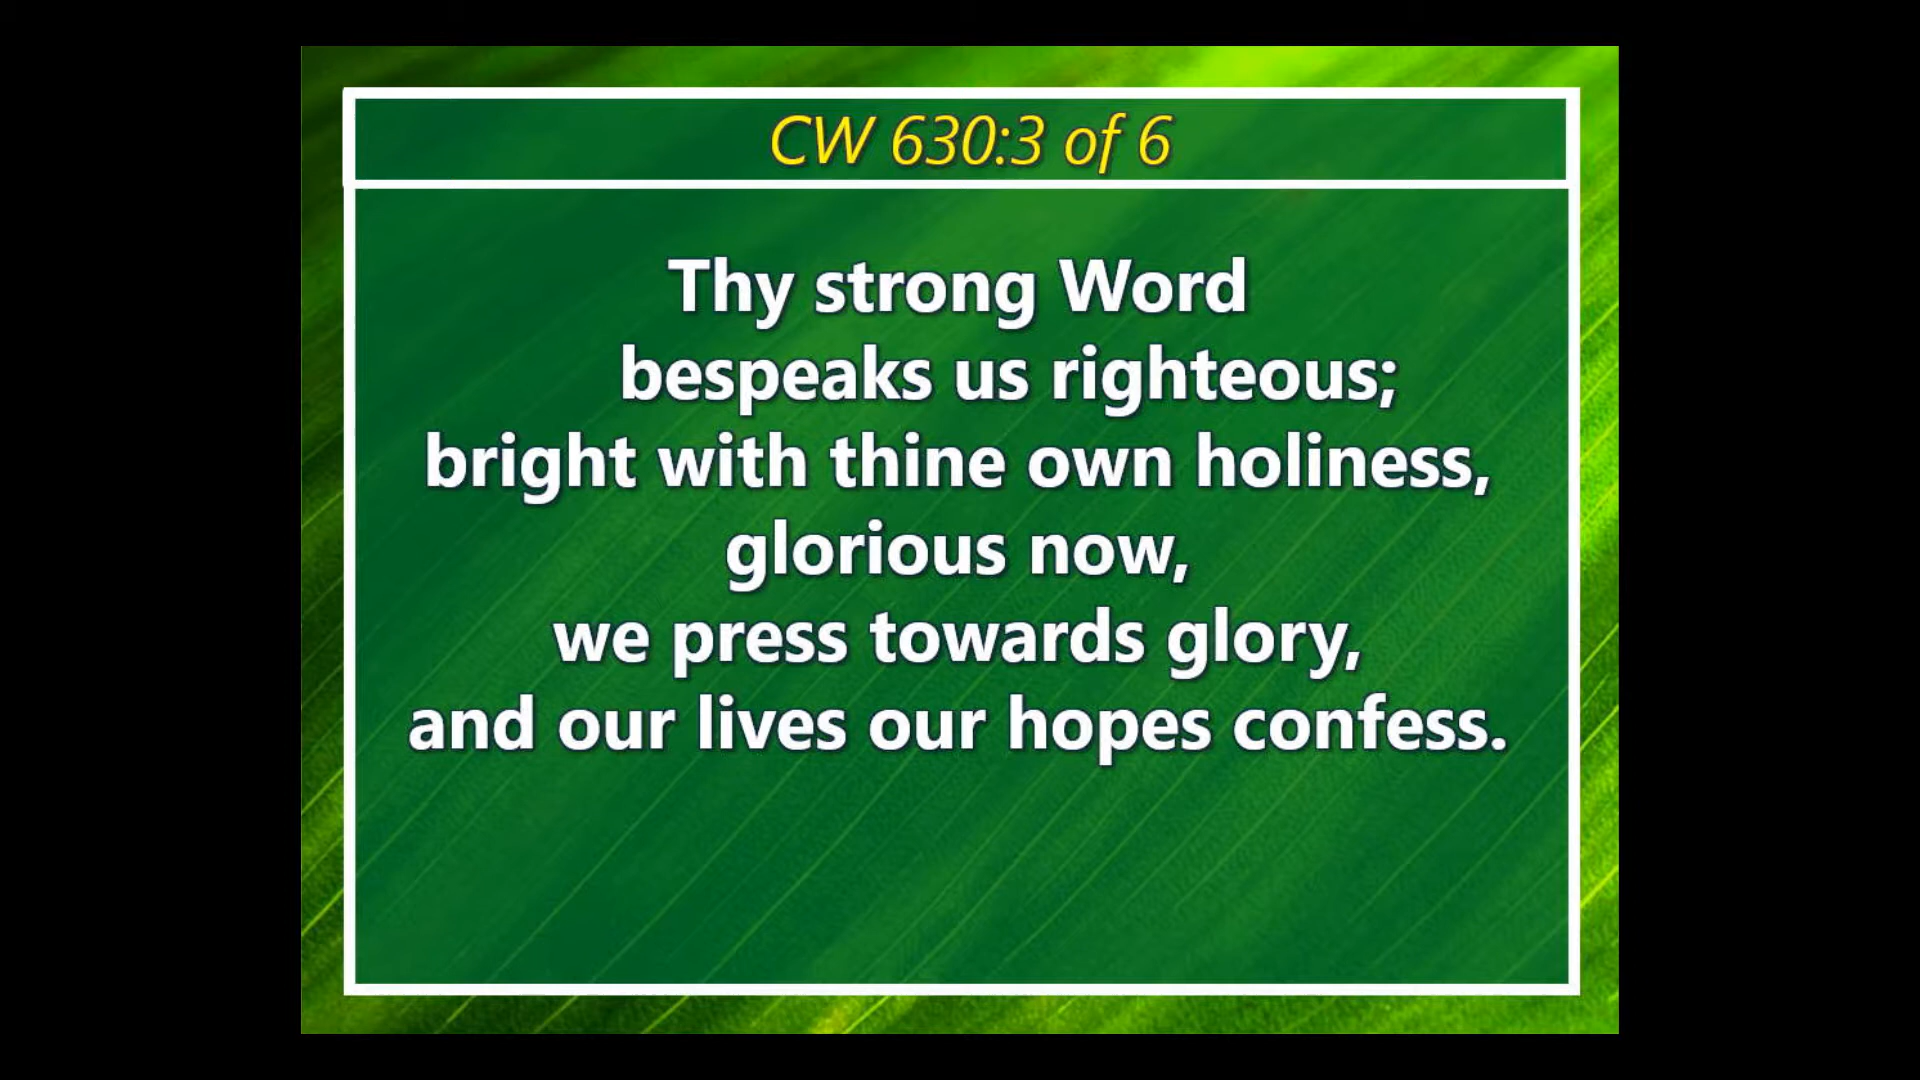 CW 630:3 of 6
Thy strong Word
bespeaks us righteous;
bright with thine own holiness,
glorious now,
we press towards glory,
and our lives our hopes confess.